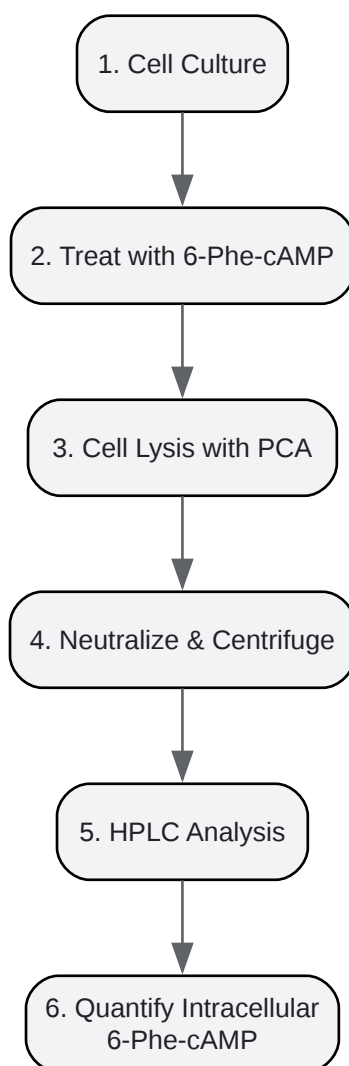 1. Cell Culture
2. Treat with 6-Phe-cAMP
3. Cell Lysis with PCA
4. Neutralize & Centrifuge
5. HPLC Analysis
6. Quantify Intracellular
6-Phe-cAMP